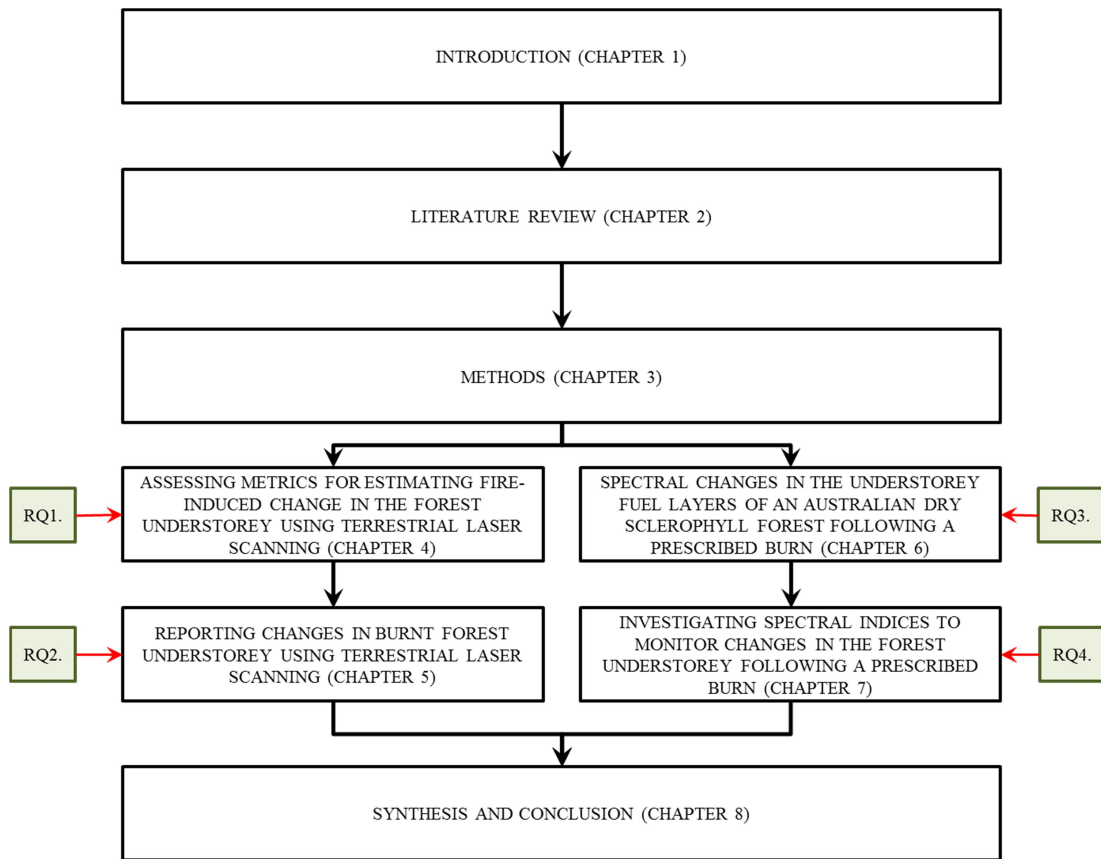 INTRODUCTION (CHAPTER 1)
LITERATURE REVIEW (CHAPTER 2)
METHODS (CHAPTER 3)
RQ1.
ASSESSING METRICS FOR ESTIMATING FIRE-
INDUCED CHANGE IN THE FOREST
UNDERSTOREY USING TERRESTRIAL LASER
SCANNING (CHAPTER 4)
SPECTRAL CHANGES IN THE UNDERSTOREY
FUEL LAYERS OF AN AUSTRALIAN DRY
SCLEROPHYLL FOREST FOLLOWING A
PRESCRIBED BURN (CHAPTER 6)
RQ3.
RQ2.
REPORTING CHANGES IN BURNT FOREST
UNDERSTOREY USING TERRESTRIAL LASER
SCANNING (CHAPTER 5)
INVESTIGATING SPECTRAL INDICES TO
MONITOR CHANGES IN THE FOREST
UNDERSTOREY FOLLOWING A PRESCRIBED
BURN (CHAPTER 7)
RQ4.
SYNTHESIS AND CONCLUSION (CHAPTER 8)